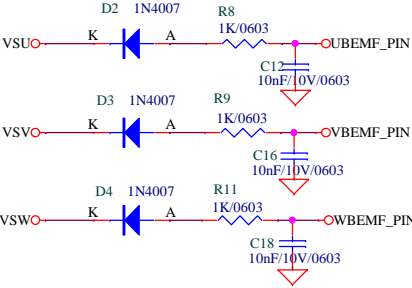 D2 1N4007 R8
1K/0603
VSU K A UBEMF_PIN
C12
10nF/10V/0603
D3 1N4007 R9
1K/0603
VSV K A VBEMF_PIN
C16
10nF/10V/0603
D4 1N4007 R11
1K/0603
VSW K A WBEMF_PIN
C18
10nF/10V/0603